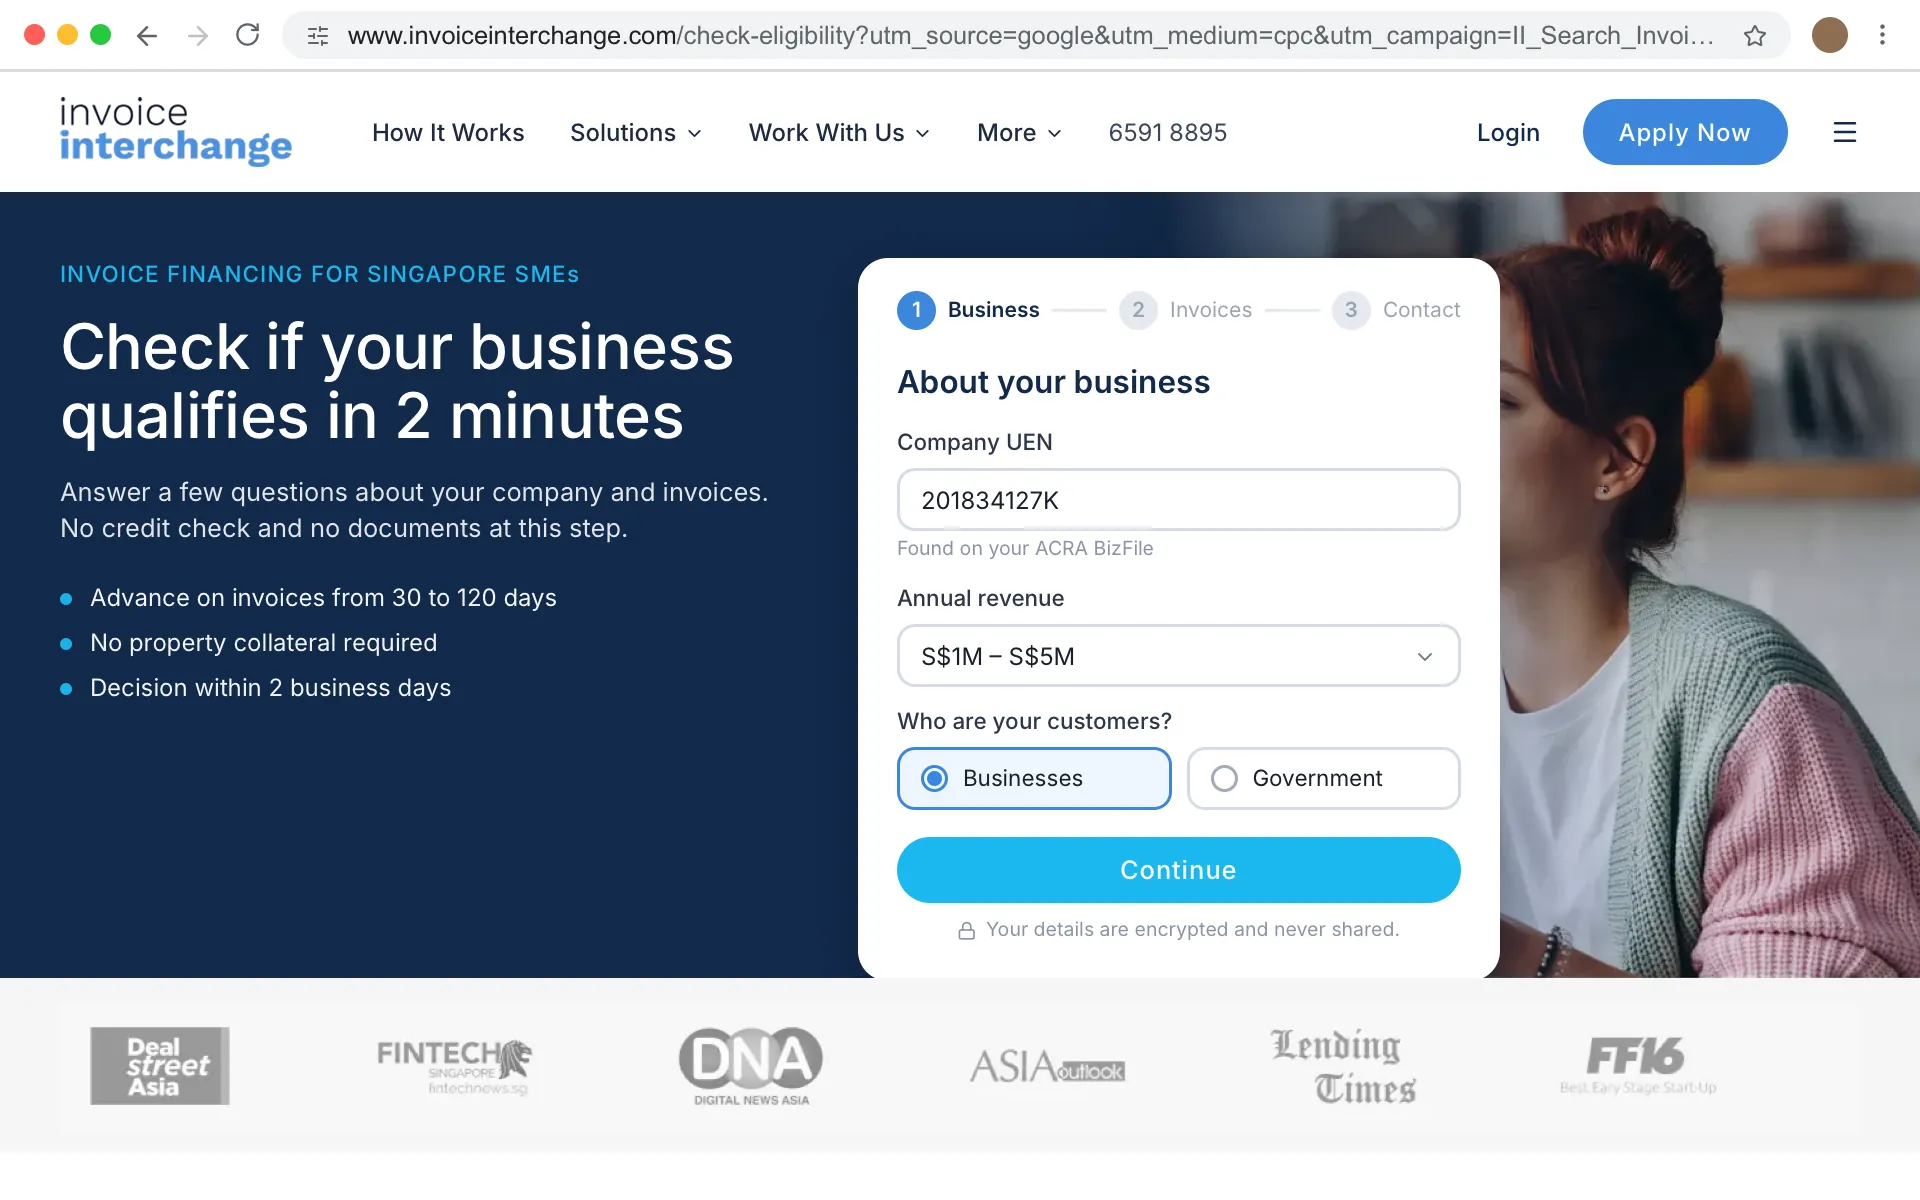 www.invoiceinterchange.com/check-eligibility?utm_source=google&utm_medium=cpc&utm_campaign=II_Search_Invoi…
invoice
interchange
How It Works
Solutions
Work With Us
More
6591 8895
Login
Apply Now
INVOICE FINANCING FOR SINGAPORE SMEs
Check if your business
qualifies in 2 minutes
Answer a few questions about your company and invoices.
No credit check and no documents at this step.
Advance on invoices from 30 to 120 days
No property collateral required
Decision within 2 business days
1 Business
2 Invoices
3 Contact
About your business
Company UEN
201834127K
Found on your ACRA BizFile
Annual revenue
S$1M – S$5M
Who are your customers?
Businesses
Government
Continue
Your details are encrypted and never shared.
Deal
street
Asia
FINTECH
SINGAPORE
fintechnews.sg
DNA
DIGITAL NEWS ASIA
ASIA outlook
Lending
Times
FF16
Best Eary Stage Start-Up